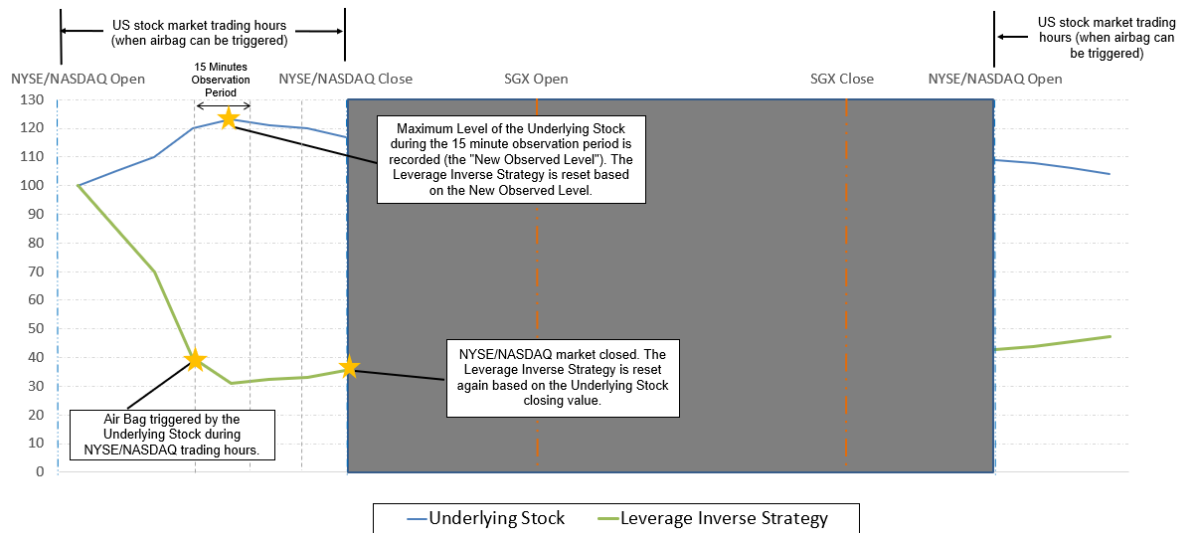 US stock market trading hours
(when airbag can be triggered)
US stock market trading
hours (when airbag can
be triggered)
15 Minutes
Observation
Period
NYSE/NASDAQ Open
NYSE/NASDAQ Close
SGX Open
SGX Close
NYSE/NASDAQ Open
130
120
110
100
90
80
70
60
50
40
30
20
10
0
Maximum Level of the Underlying Stock
during the 15 minute observation period is
recorded (the "New Observed Level"). The
Leverage Inverse Strategy is reset based
on the New Observed Level.
NYSE/NASDAQ market closed. The
Leverage Inverse Strategy is reset
again based on the Underlying Stock
closing value.
Air Bag triggered by the
Underlying Stock during
NYSE/NASDAQ trading hours.
Underlying Stock
Leverage Inverse Strategy